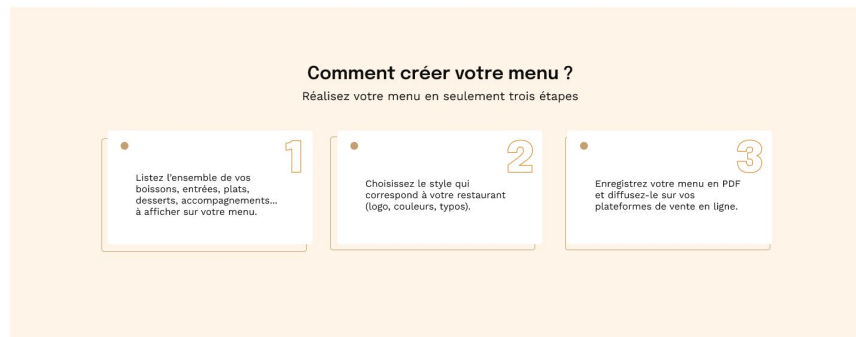 Comment créer votre menu ?
Réalisez votre menu en seulement trois étapes
1
Listez l'ensemble de vos
boissons, entrées, plats,
desserts, accompagnements...
à afficher sur votre menu.
2
Choisissez le style qui
correspond à votre restaurant
(logo, couleurs, typos).
3
Enregistrez votre menu en PDF
et diffusez-le sur vos
plateformes de vente en ligne.